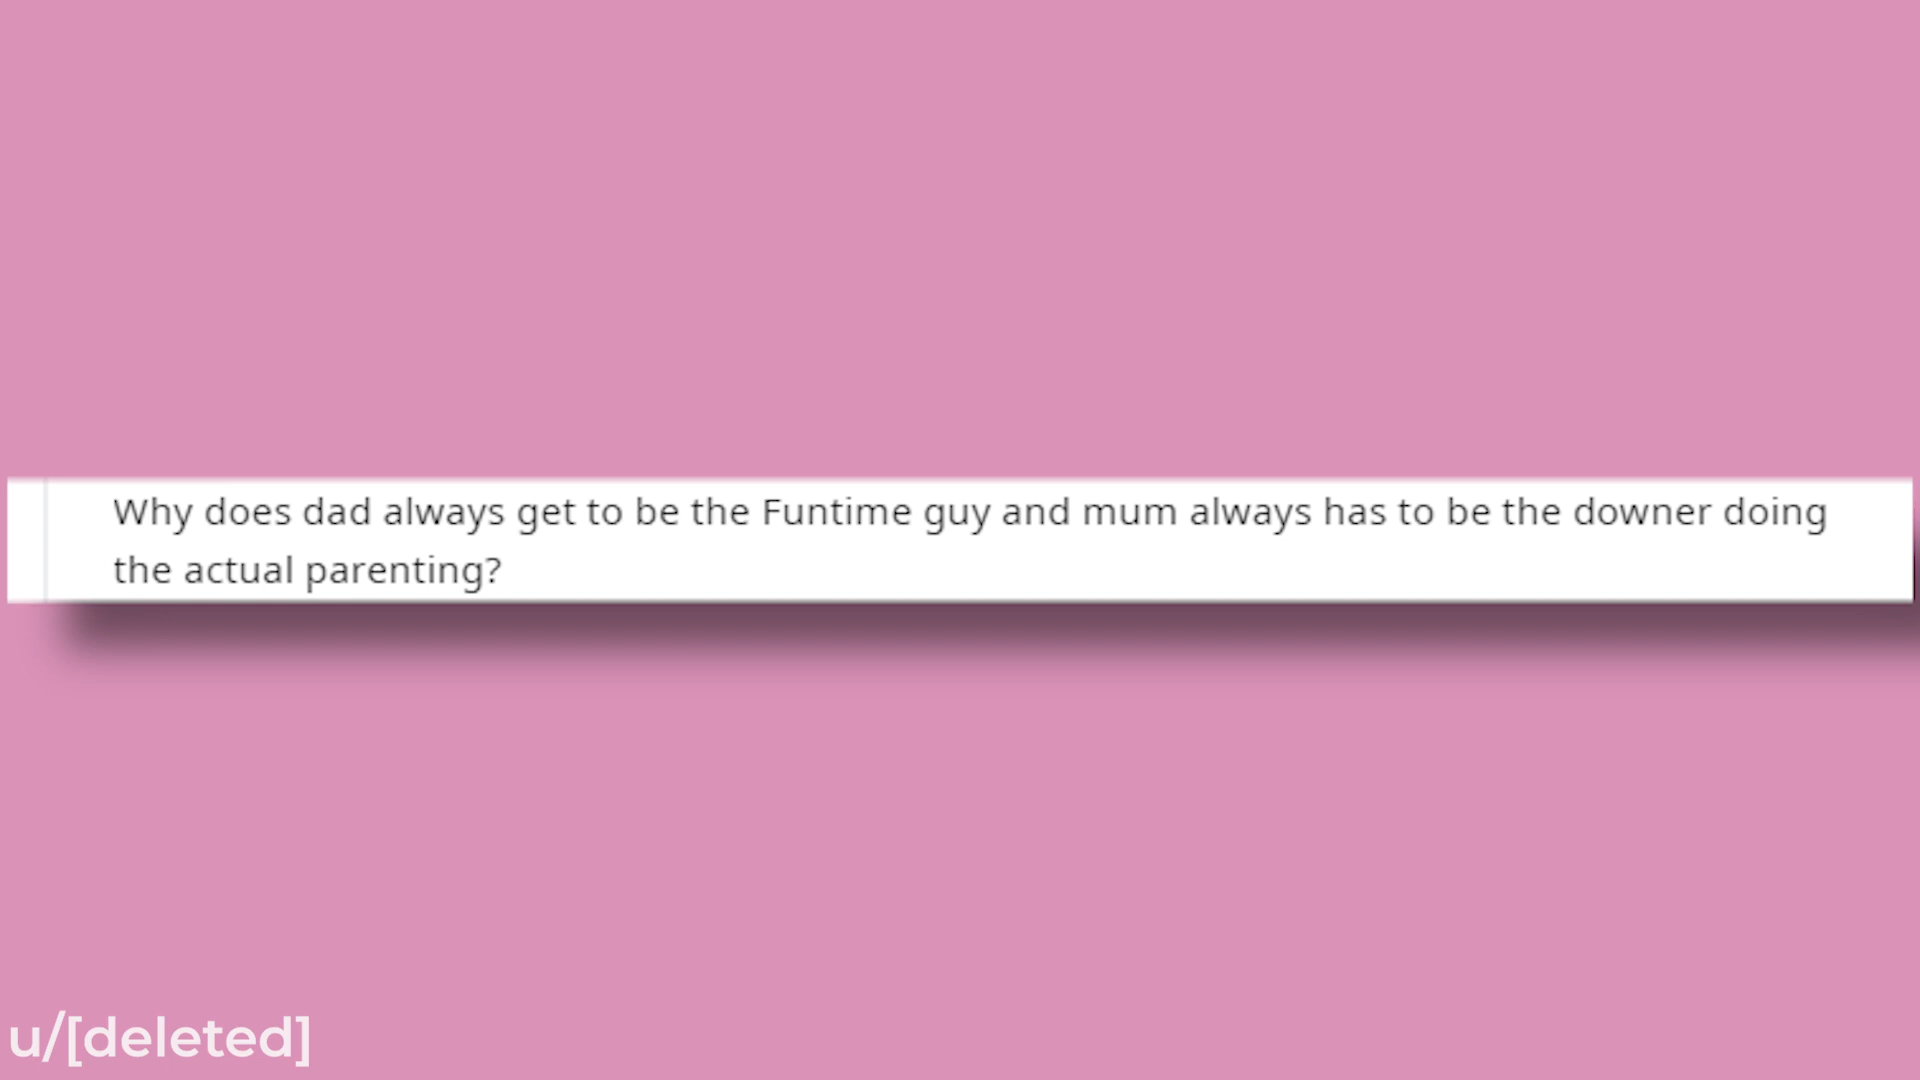 Why does dad always get to be the Funtime guy and mum always has to be the downer doing
the actual parenting?
u/[deleted]